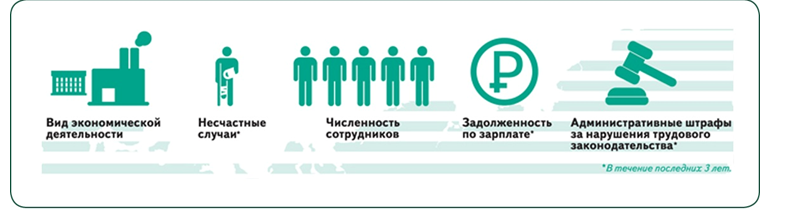 Вид экономической
деятельности
Несчастные
случаи*
Численность
сотрудников
Задолженность
по зарплате*
Административные штрафы
за нарушения трудового
законодательства*
*В течение последних 3 лет.